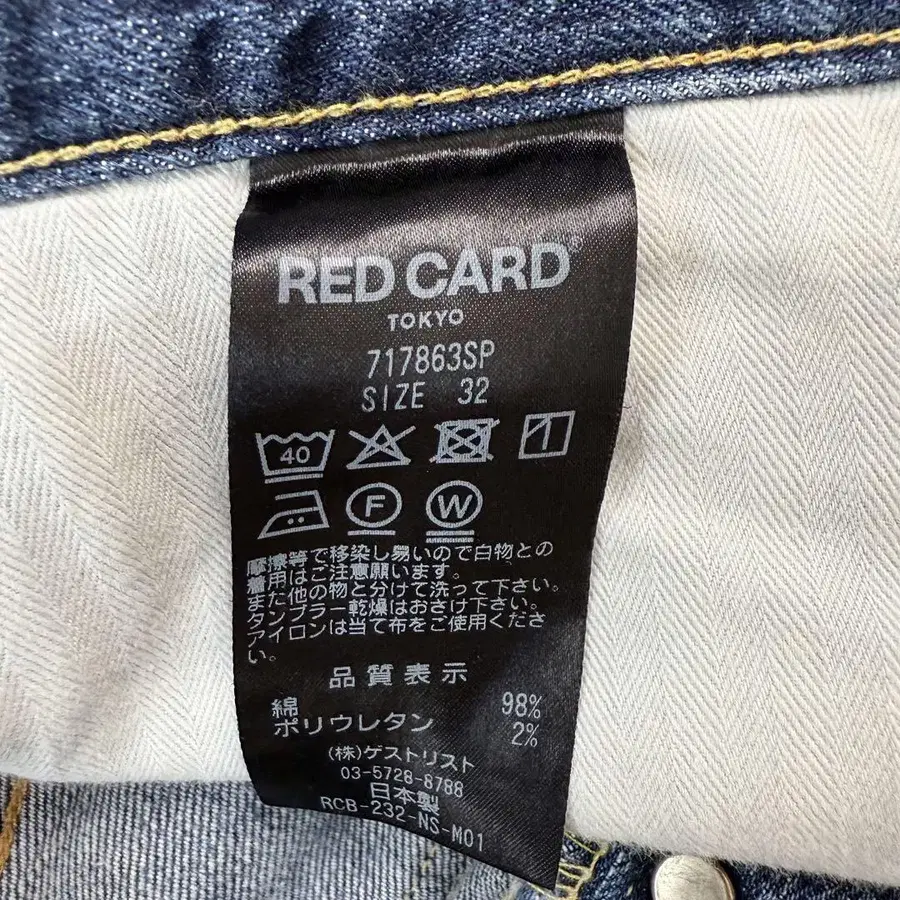 RED CARD®
TOKYO
717863SP
SIZE 32
40
F W
摩擦等で移染し易いので白物との
着用はご注意願います。
また他の物と分けて洗って下さい。
タンブラー乾燥はおさけ下さい。
アイロンは当て布をご使用くださ
い。
品質表示
綿 98%
ポリウレタン 2%
(株)ゲストリスト
03-5728-8788
日本製
RCB-232-NS-M01